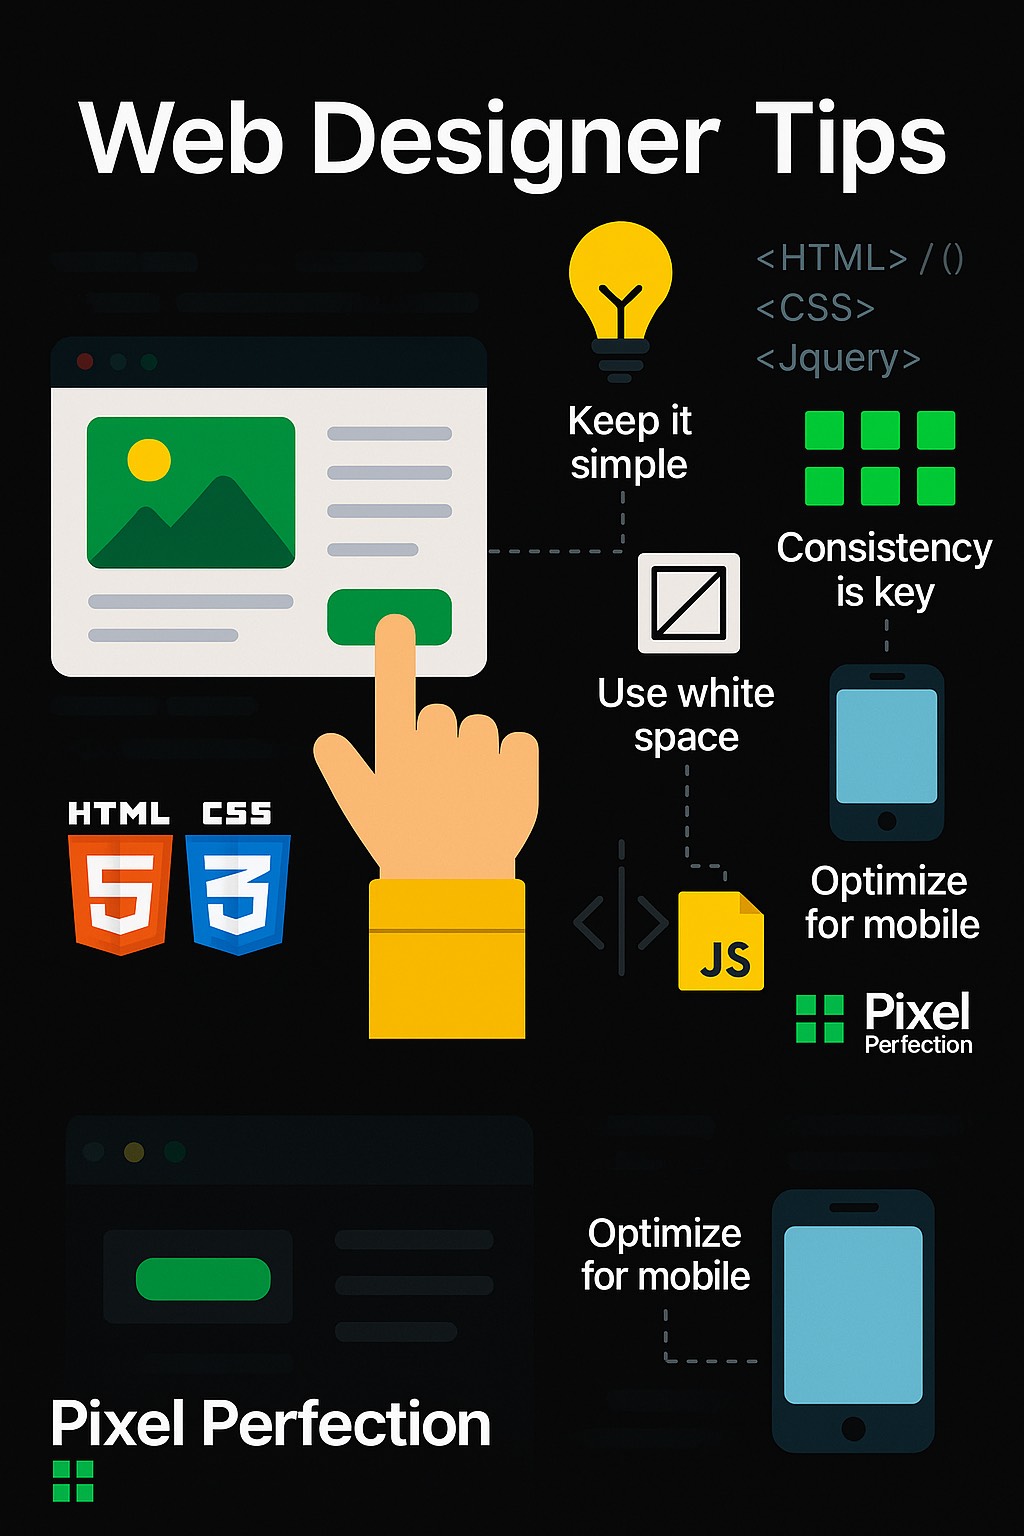 Web Designer Tips
<HTML> / ()
<CSS>
<Jquery>
Keep it
simple
Consistency
is key
Use white
space
HTML CSS
5 3
Optimize
for mobile
JS
Pixel
Perfection
Optimize
for mobile
Pixel Perfection